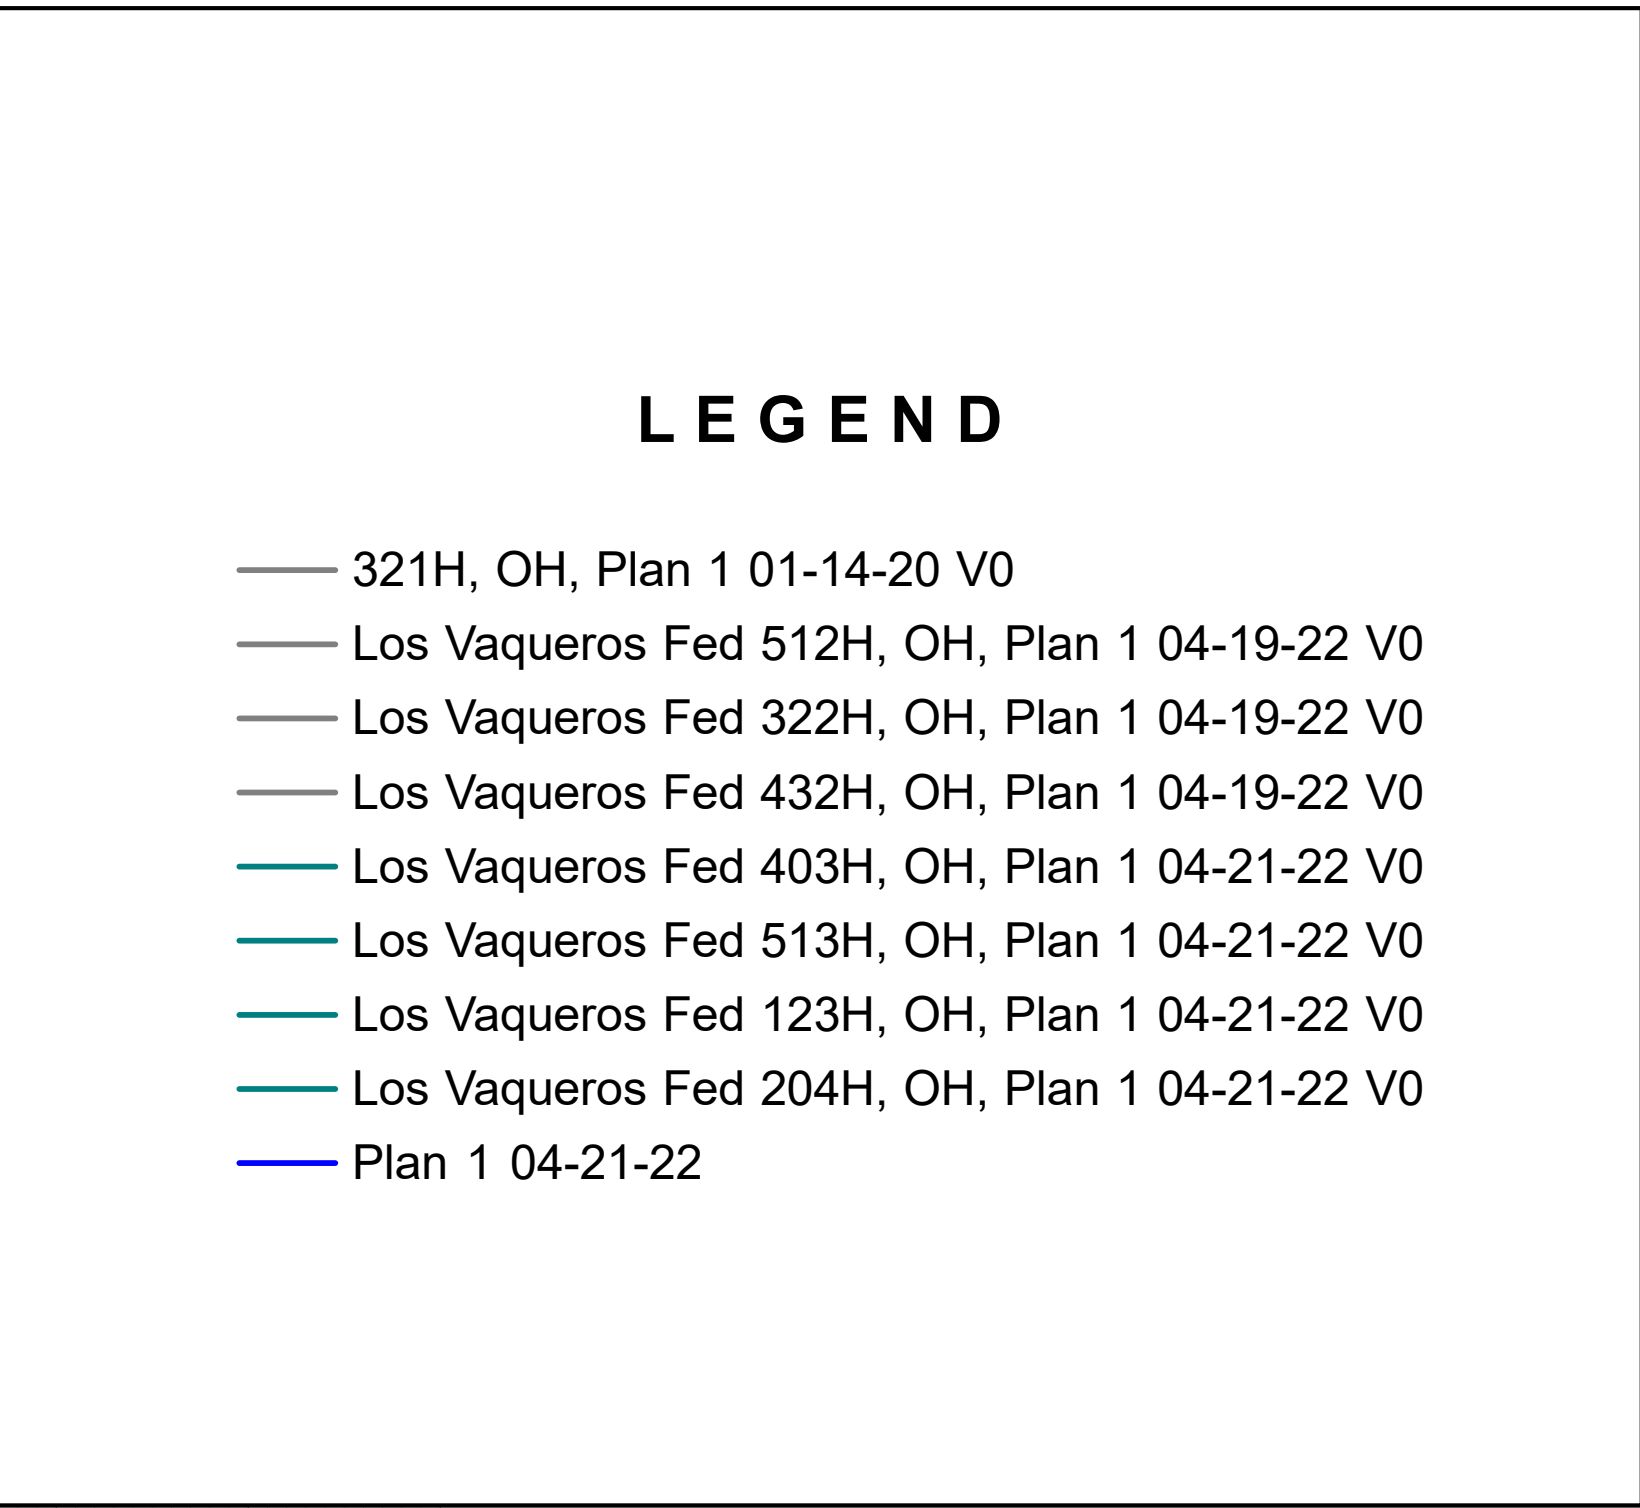 L E G E N D
321H, OH, Plan 1 01-14-20 V0
Los Vaqueros Fed 512H, OH, Plan 1 04-19-22 V0
Los Vaqueros Fed 322H, OH, Plan 1 04-19-22 V0
Los Vaqueros Fed 432H, OH, Plan 1 04-19-22 V0
Los Vaqueros Fed 403H, OH, Plan 1 04-21-22 V0
Los Vaqueros Fed 513H, OH, Plan 1 04-21-22 V0
Los Vaqueros Fed 123H, OH, Plan 1 04-21-22 V0
Los Vaqueros Fed 204H, OH, Plan 1 04-21-22 V0
Plan 1 04-21-22